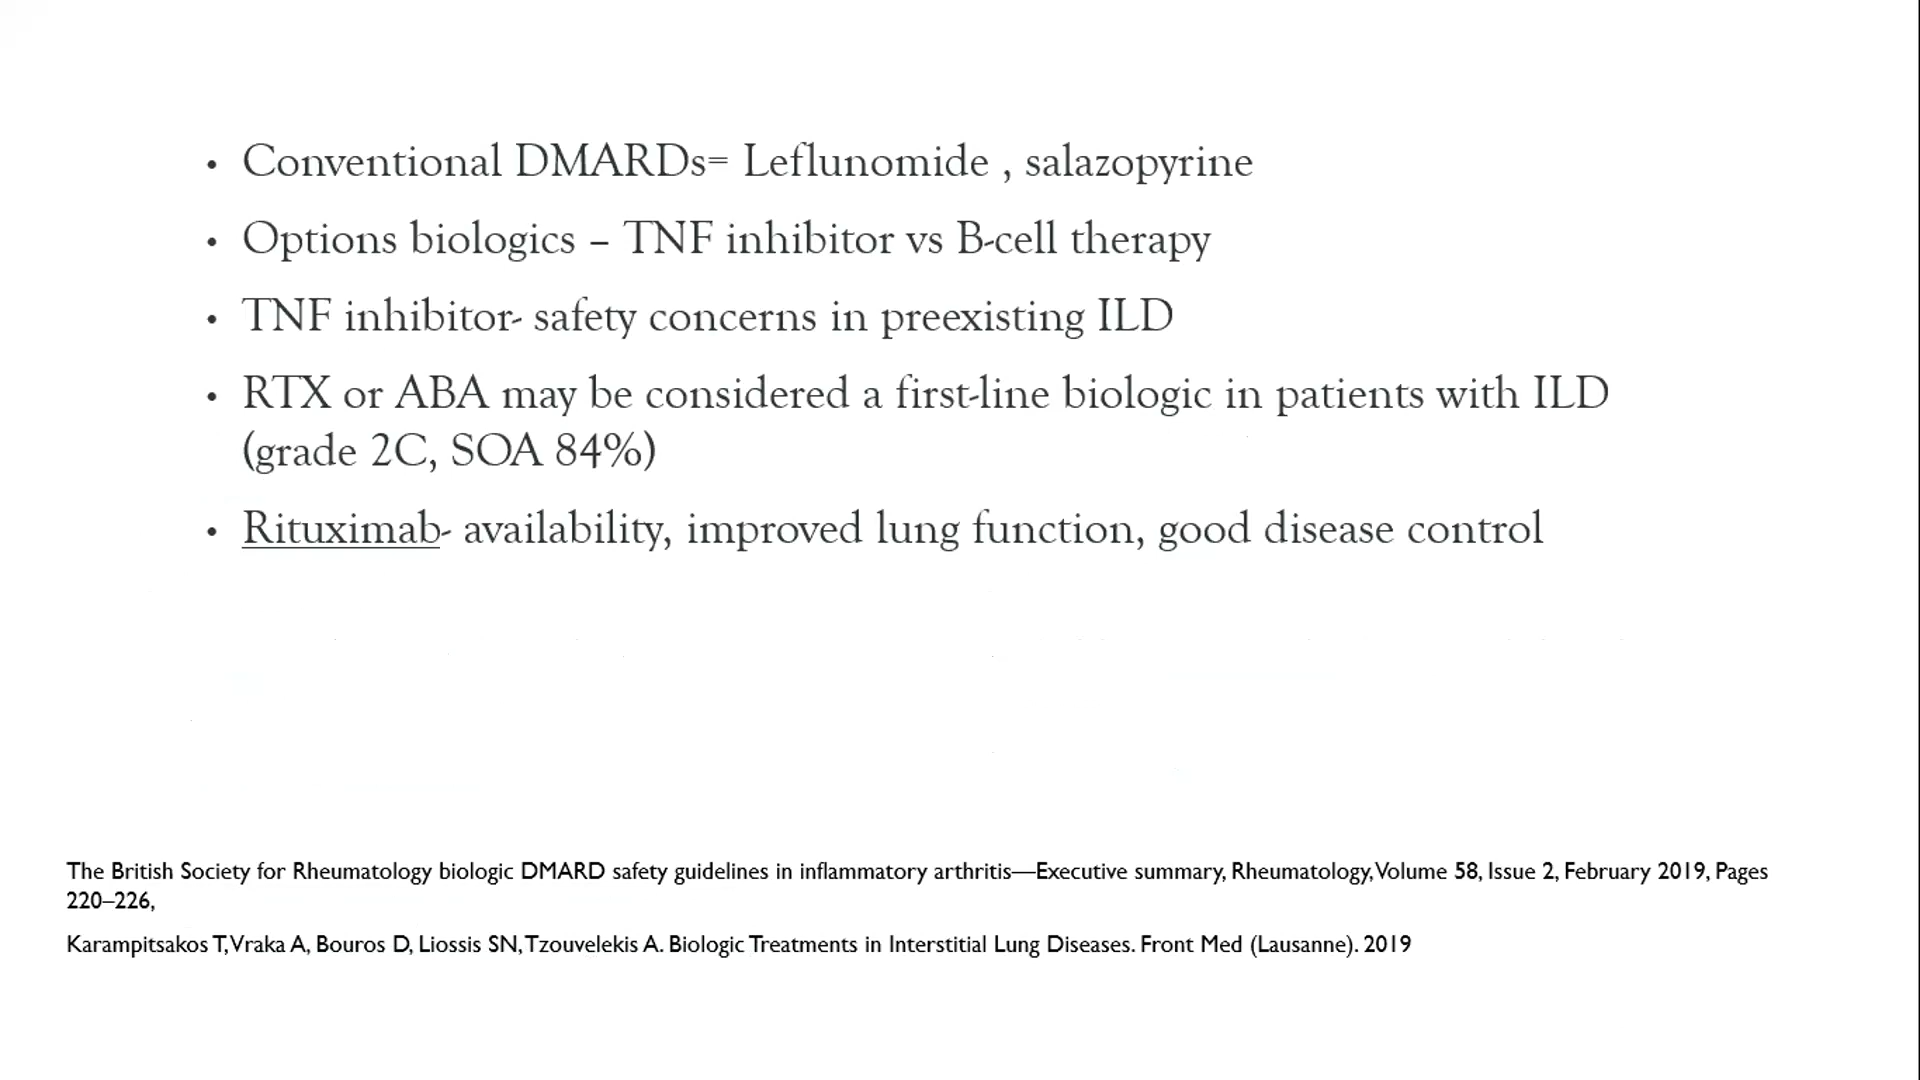 • Conventional DMARDs= Leflunomide , salazopyrine
• Options biologics – TNF inhibitor vs B-cell therapy
• TNF inhibitor- safety concerns in preexisting ILD
• RTX or ABA may be considered a first-line biologic in patients with ILD
(grade 2C, SOA 84%)
• Rituximab- availability, improved lung function, good disease control
The British Society for Rheumatology biologic DMARD safety guidelines in inflammatory arthritis—Executive summary, Rheumatology, Volume 58, Issue 2, February 2019, Pages
220–226,
Karampitsakos T, Vraka A, Bouros D, Liossis SN, Tzouvelekis A. Biologic Treatments in Interstitial Lung Diseases. Front Med (Lausanne). 2019